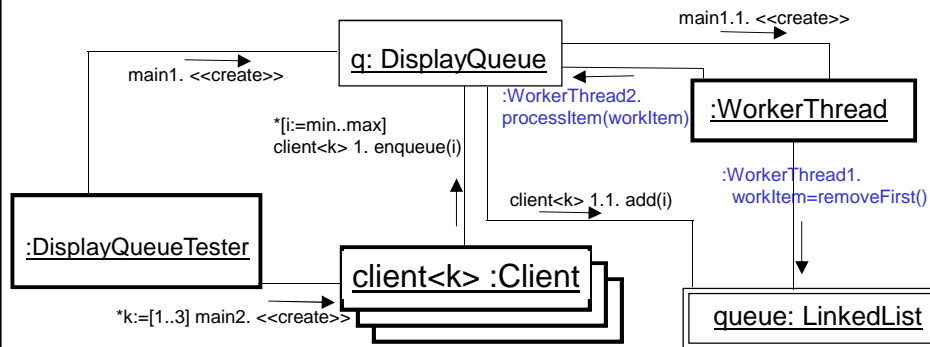 main1.1. <<create>>
q: DisplayQueue
main1. <<create>>
:WorkerThread2.
processItem(workItem)
:WorkerThread
*[i:=min..max]
client<k> 1. enqueue(i)
:WorkerThread1.
workItem=removeFirst()
client<k> 1.1. add(i)
:DisplayQueueTester
client<k> :Client
*k:=[1..3] main2. <<create>>
queue: LinkedList